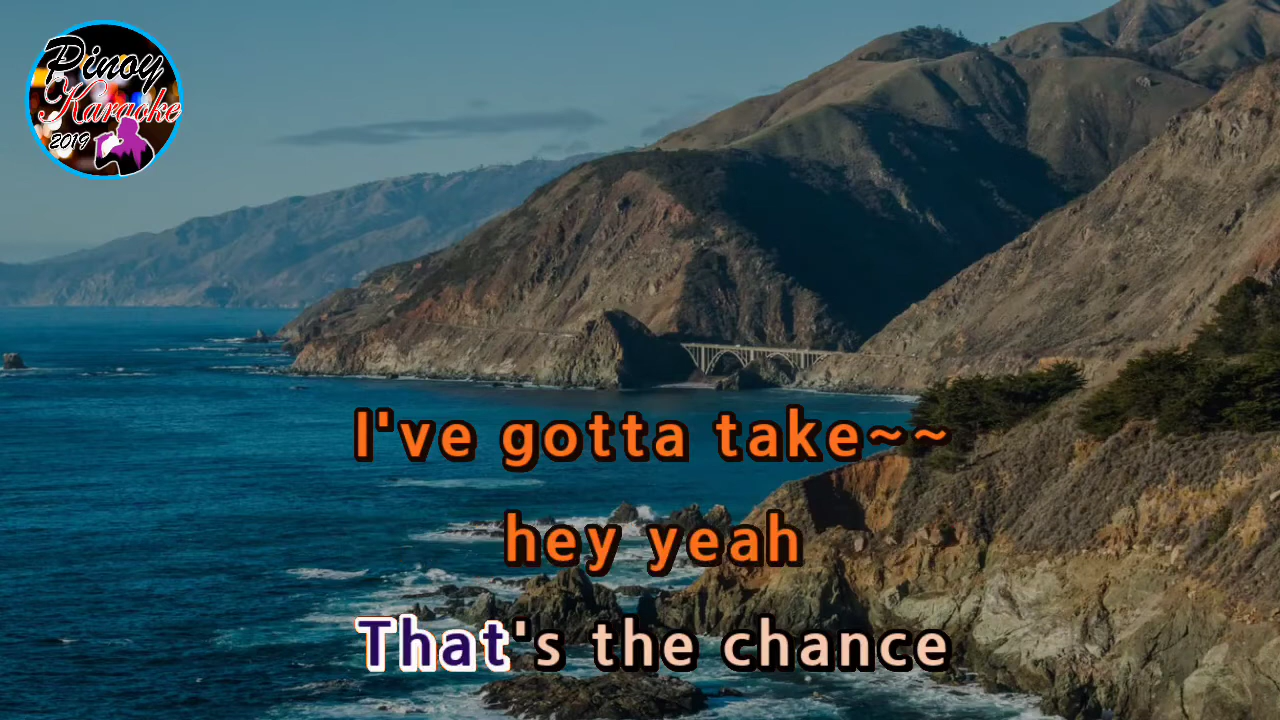 Pinoy
Karaoke
2019
I've gotta take~~
hey yeah
That's the chance